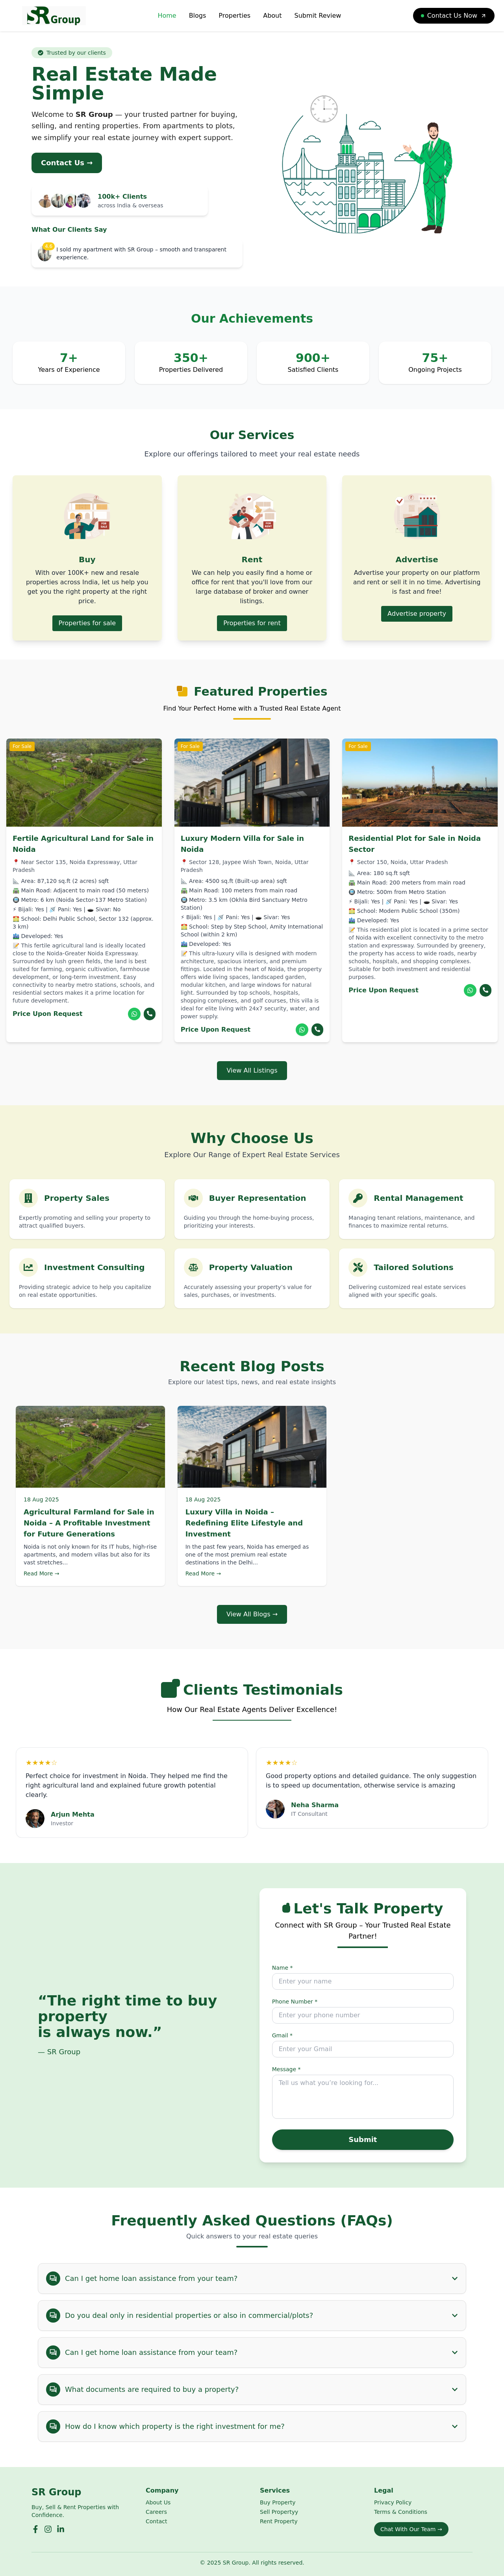 SR Group
Home Blogs Properties About Submit Review
Contact Us Now
Trusted by our clients
Real Estate Made
Simple
Welcome to SR Group — your trusted partner for buying,
selling, and renting properties. From apartments to plots,
we simplify your real estate journey with expert support.
Contact Us →
100k+ Clients
across India & overseas
What Our Clients Say
I sold my apartment with SR Group – smooth and transparent
experience.
Our Achievements
7+
Years of Experience
350+
Properties Delivered
900+
Satisfied Clients
75+
Ongoing Projects
Our Services
Explore our offerings tailored to meet your real estate needs
Buy
With over 100K+ new and resale
properties across India, let us help you
get you the right property at the right
price.
Properties for sale
Rent
We can help you easily find a home or
office for rent that you'll love from our
large database of broker and owner
listings.
Properties for rent
Advertise
Advertise your property on our platform
and rent or sell it in no time. Advertising
is fast and free!
Advertise property
Featured Properties
Find Your Perfect Home with a Trusted Real Estate Agent
For Sale
Fertile Agricultural Land for Sale in
Noida
📍 Near Sector 135, Noida Expressway, Uttar
Pradesh
📐 Area: 87,120 sq.ft (2 acres) sqft
🛣️ Main Road: Adjacent to main road (50 meters)
🚇 Metro: 6 km (Noida Sector-137 Metro Station)
⚡ Bijali: Yes | 🚿 Pani: Yes | 🕳️ Sivar: No
🏫 School: Delhi Public School, Sector 132 (approx.
3 km)
🏙️ Developed: Yes
📝 This fertile agricultural land is ideally located
close to the Noida-Greater Noida Expressway.
Surrounded by lush green fields, the land is best
suited for farming, organic cultivation, farmhouse
development, or long-term investment. Easy
connectivity to nearby metro stations, schools, and
residential sectors makes it a prime location for
future development.
Price Upon Request
For Sale
Luxury Modern Villa for Sale in
Noida
📍 Sector 128, Jaypee Wish Town, Noida, Uttar
Pradesh
📐 Area: 4500 sq.ft (Built-up area) sqft
🛣️ Main Road: 100 meters from main road
🚇 Metro: 3.5 km (Okhla Bird Sanctuary Metro
Station)
⚡ Bijali: Yes | 🚿 Pani: Yes | 🕳️ Sivar: Yes
🏫 School: Step by Step School, Amity International
School (within 2 km)
🏙️ Developed: Yes
📝 This ultra-luxury villa is designed with modern
architecture, spacious interiors, and premium
fittings. Located in the heart of Noida, the property
offers wide living spaces, landscaped garden,
modular kitchen, and large windows for natural
light. Surrounded by top schools, hospitals,
shopping complexes, and golf courses, this villa is
ideal for elite living with 24x7 security, water, and
power supply.
Price Upon Request
For Sale
Residential Plot for Sale in Noida
Sector
📍 Sector 150, Noida, Uttar Pradesh
📐 Area: 180 sq.ft sqft
🛣️ Main Road: 200 meters from main road
🚇 Metro: 500m from Metro Station
⚡ Bijali: Yes | 🚿 Pani: Yes | 🕳️ Sivar: Yes
🏫 School: Modern Public School (350m)
🏙️ Developed: Yes
📝 This residential plot is located in a prime sector
of Noida with excellent connectivity to the metro
station and expressway. Surrounded by greenery,
the property has access to wide roads, nearby
schools, hospitals, and shopping complexes.
Suitable for both investment and residential
purposes.
Price Upon Request
View All Listings
Why Choose Us
Explore Our Range of Expert Real Estate Services
Property Sales
Expertly promoting and selling your property to
attract qualified buyers.
Buyer Representation
Guiding you through the home-buying process,
prioritizing your interests.
Rental Management
Managing tenant relations, maintenance, and
finances to maximize rental returns.
Investment Consulting
Providing strategic advice to help you capitalize
on real estate opportunities.
Property Valuation
Accurately assessing your property’s value for
sales, purchases, or investments.
Tailored Solutions
Delivering customized real estate services
aligned with your specific goals.
Recent Blog Posts
Explore our latest tips, news, and real estate insights
18 Aug 2025
Agricultural Farmland for Sale in
Noida – A Profitable Investment
for Future Generations
Noida is not only known for its IT hubs, high-rise
apartments, and modern villas but also for its
vast stretches...
Read More →
18 Aug 2025
Luxury Villa in Noida –
Redefining Elite Lifestyle and
Investment
In the past few years, Noida has emerged as
one of the most premium real estate
destinations in the Delhi...
Read More →
View All Blogs →
Clients Testimonials
How Our Real Estate Agents Deliver Excellence!
★★★★☆
Perfect choice for investment in Noida. They helped me find the
right agricultural land and explained future growth potential
clearly.
Arjun Mehta
Investor
★★★★☆
Good property options and detailed guidance. The only suggestion
is to speed up documentation, otherwise service is amazing
Neha Sharma
IT Consultant
“The right time to buy
property
is always now.”
— SR Group
Let's Talk Property
Connect with SR Group – Your Trusted Real Estate
Partner!
Name *
Enter your name
Phone Number *
Enter your phone number
Gmail *
Enter your Gmail
Message *
Tell us what you’re looking for...
Submit
Frequently Asked Questions (FAQs)
Quick answers to your real estate queries
Can I get home loan assistance from your team?
Do you deal only in residential properties or also in commercial/plots?
Can I get home loan assistance from your team?
What documents are required to buy a property?
How do I know which property is the right investment for me?
SR Group
Buy, Sell & Rent Properties with
Confidence.
Company
About Us
Careers
Contact
Services
Buy Property
Sell Propertyy
Rent Property
Legal
Privacy Policy
Terms & Conditions
Chat With Our Team →
© 2025 SR Group. All rights reserved.